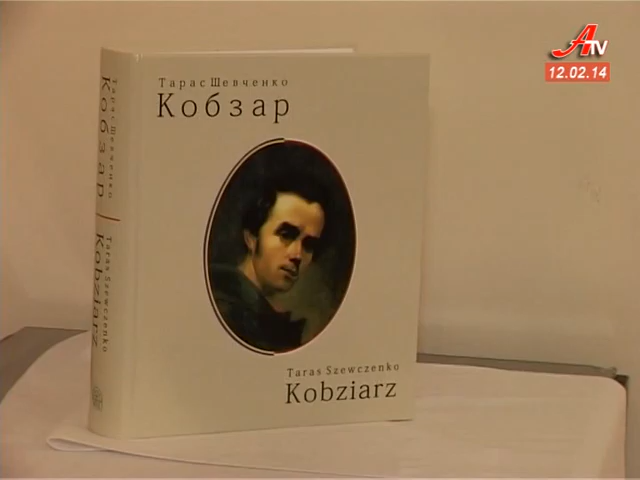 ATV
12.02.14
Тарас Шевченко
Кобзар
Taras Szewczenko
Kobziarz
Тарас Шевченко
Кобзар
Taras Szewczenko
Kobziarz